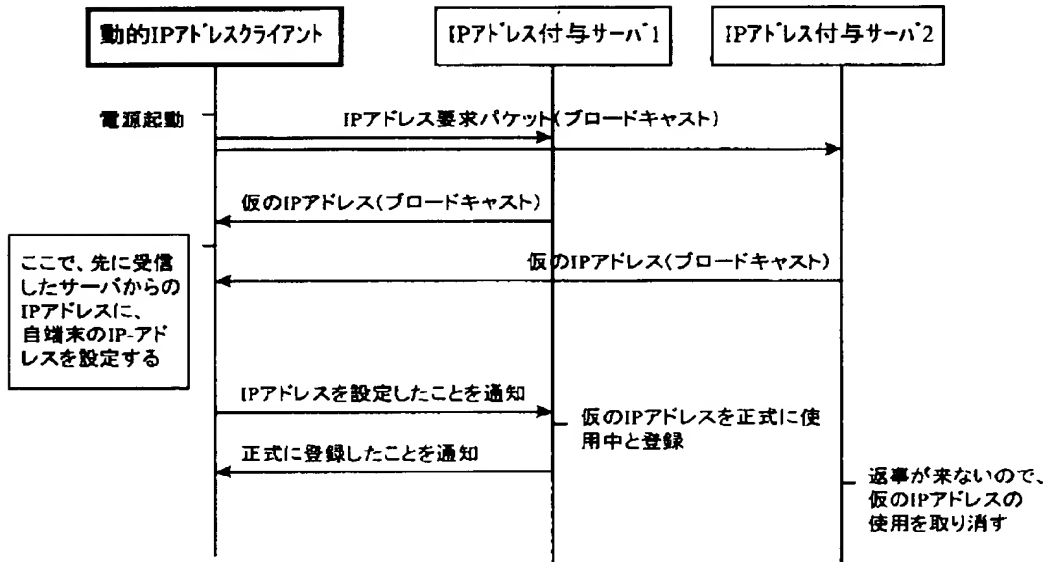 動的IPアドレスクライアント
IPアドレス付与サーバ1
IPアドレス付与サーバ2
電源起動
IPアドレス要求パケット(ブロードキャスト)
仮のIPアドレス(ブロードキャスト)
仮のIPアドレス(ブロードキャスト)
ここで、先に受信
したサーバからの
IPアドレスに、
自端末のIP-アド
レスを設定する
IPアドレスを設定したことを通知
仮のIPアドレスを正式に使
用中と登録
正式に登録したことを通知
返事が来ないので、
仮のIPアドレスの
使用を取り消す